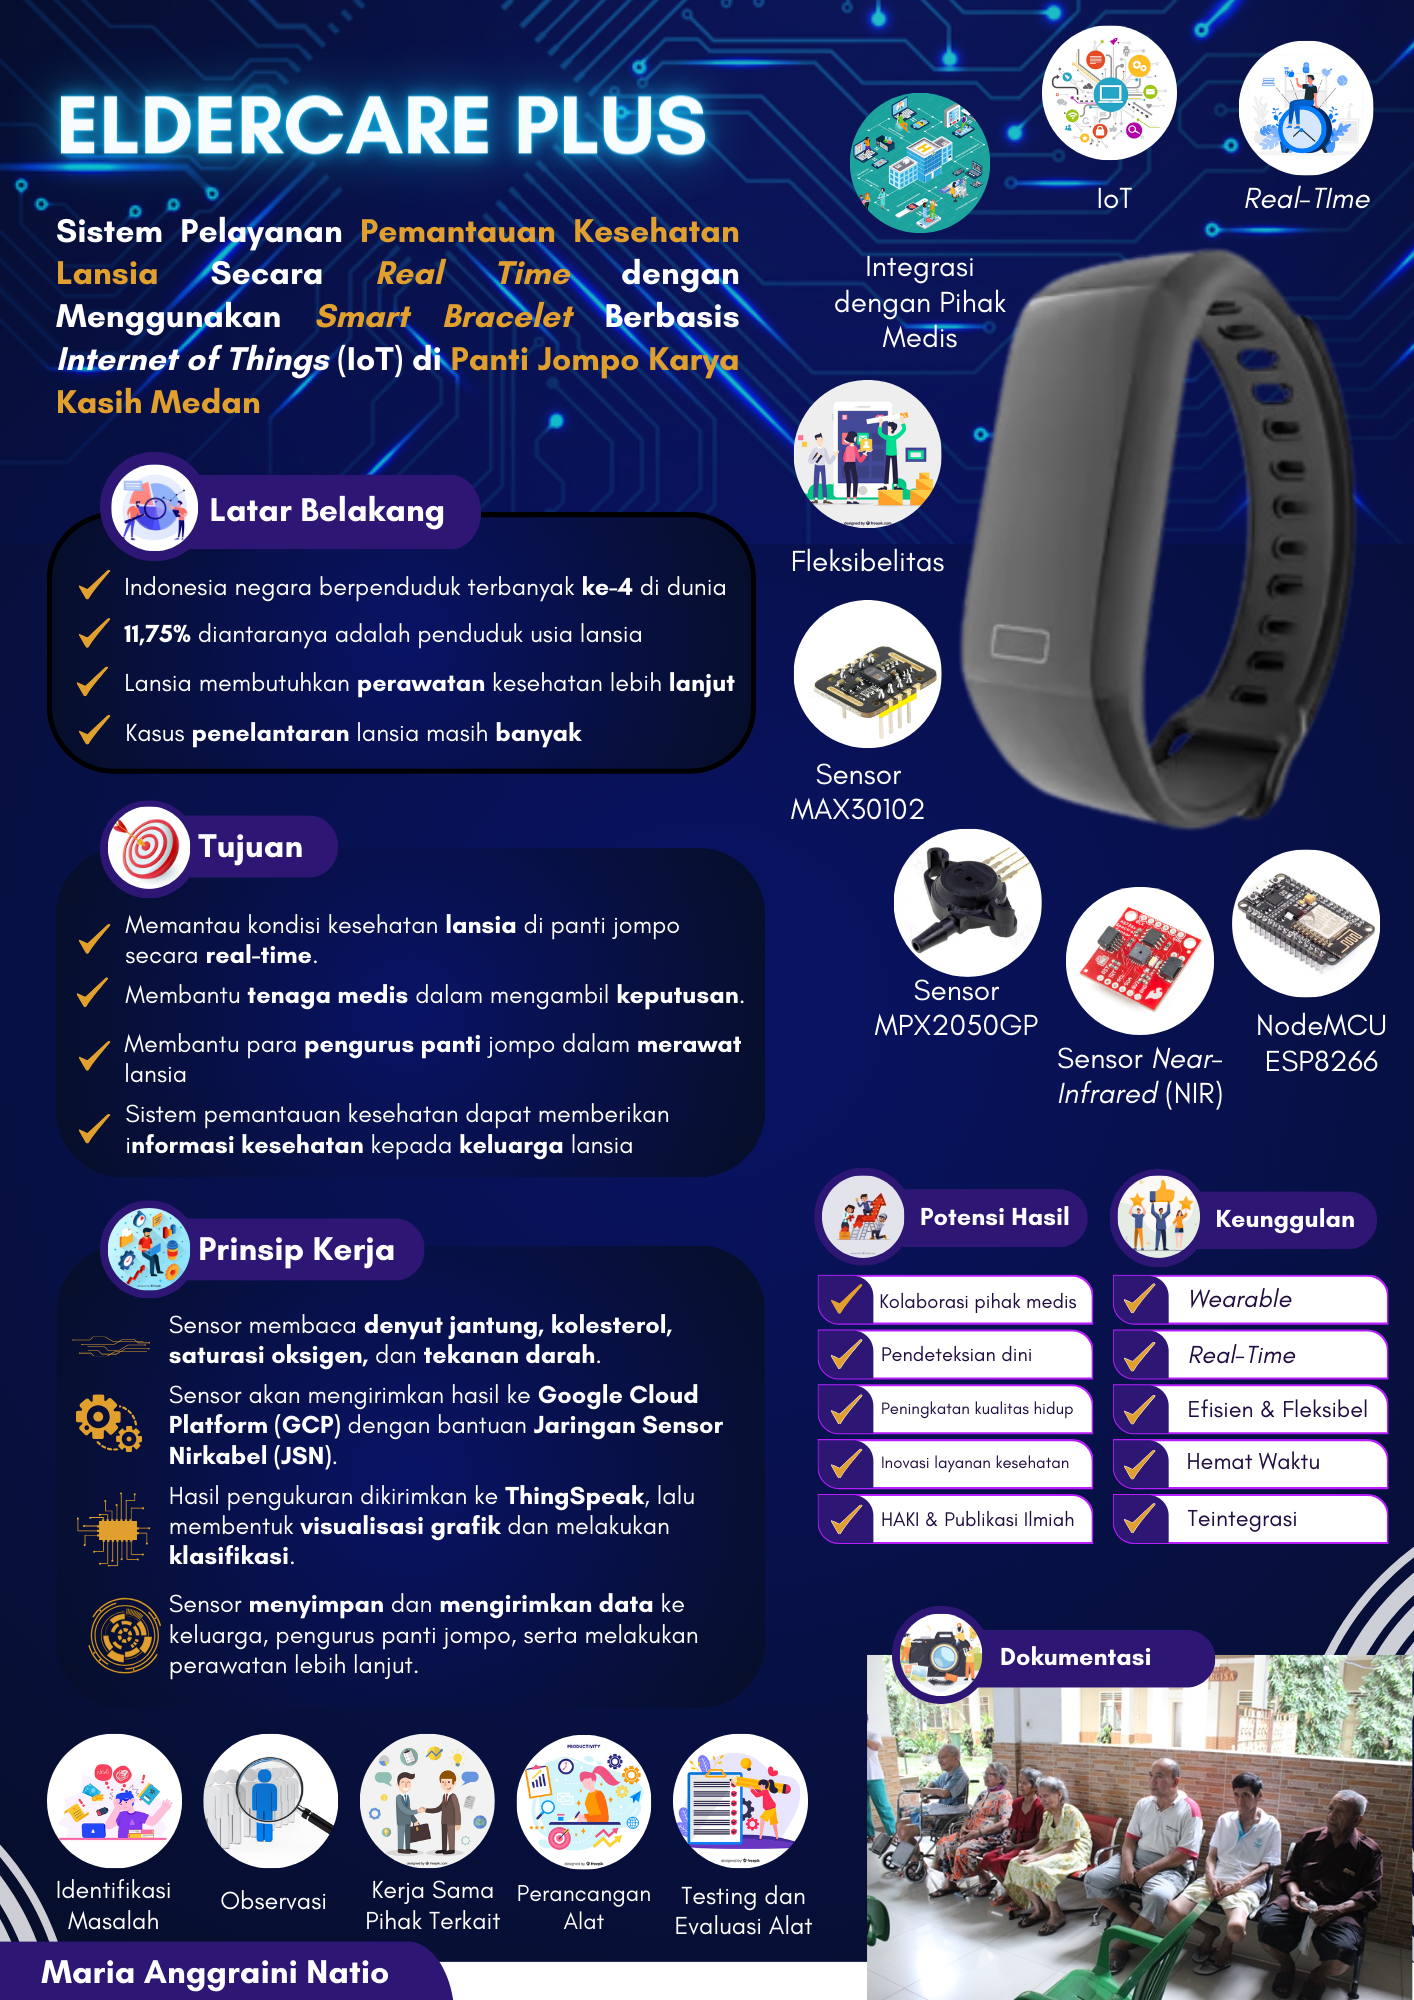 ELDERCARE PLUS
Sistem Pelayanan Pemantauan Kesehatan
Lansia Secara Real Time dengan
Menggunakan Smart Bracelet Berbasis
Internet of Things (IoT) di Panti Jompo Karya
Kasih Medan
Integrasi
dengan Pihak
Medis
IoT
Real-TIme
Fleksibelitas
Sensor
MAX30102
Sensor
MPX2050GP
Sensor Near-
Infrared (NIR)
NodeMCU
ESP8266
Latar Belakang
Indonesia negara berpenduduk terbanyak ke-4 di dunia
11,75% diantaranya adalah penduduk usia lansia
Lansia membutuhkan perawatan kesehatan lebih lanjut
Kasus penelantaran lansia masih banyak
Tujuan
Memantau kondisi kesehatan lansia di panti jompo
secara real-time.
Membantu tenaga medis dalam mengambil keputusan.
Membantu para pengurus panti jompo dalam merawat
lansia
Sistem pemantauan kesehatan dapat memberikan
informasi kesehatan kepada keluarga lansia
Prinsip Kerja
Sensor membaca denyut jantung, kolesterol,
saturasi oksigen, dan tekanan darah.
Sensor akan mengirimkan hasil ke Google Cloud
Platform (GCP) dengan bantuan Jaringan Sensor
Nirkabel (JSN).
Hasil pengukuran dikirimkan ke ThingSpeak, lalu
membentuk visualisasi grafik dan melakukan
klasifikasi.
Sensor menyimpan dan mengirimkan data ke
keluarga, pengurus panti jompo, serta melakukan
perawatan lebih lanjut.
Potensi Hasil
Kolaborasi pihak medis
Pendeteksian dini
Peningkatan kualitas hidup
Inovasi layanan kesehatan
HAKI & Publikasi Ilmiah
Keunggulan
Wearable
Real-Time
Efisien & Fleksibel
Hemat Waktu
Teintegrasi
Dokumentasi
PRODUCTIVITY
Identifikasi
Masalah
Observasi
Kerja Sama
Pihak Terkait
Perancangan
Alat
Testing dan
Evaluasi Alat
Maria Anggraini Natio